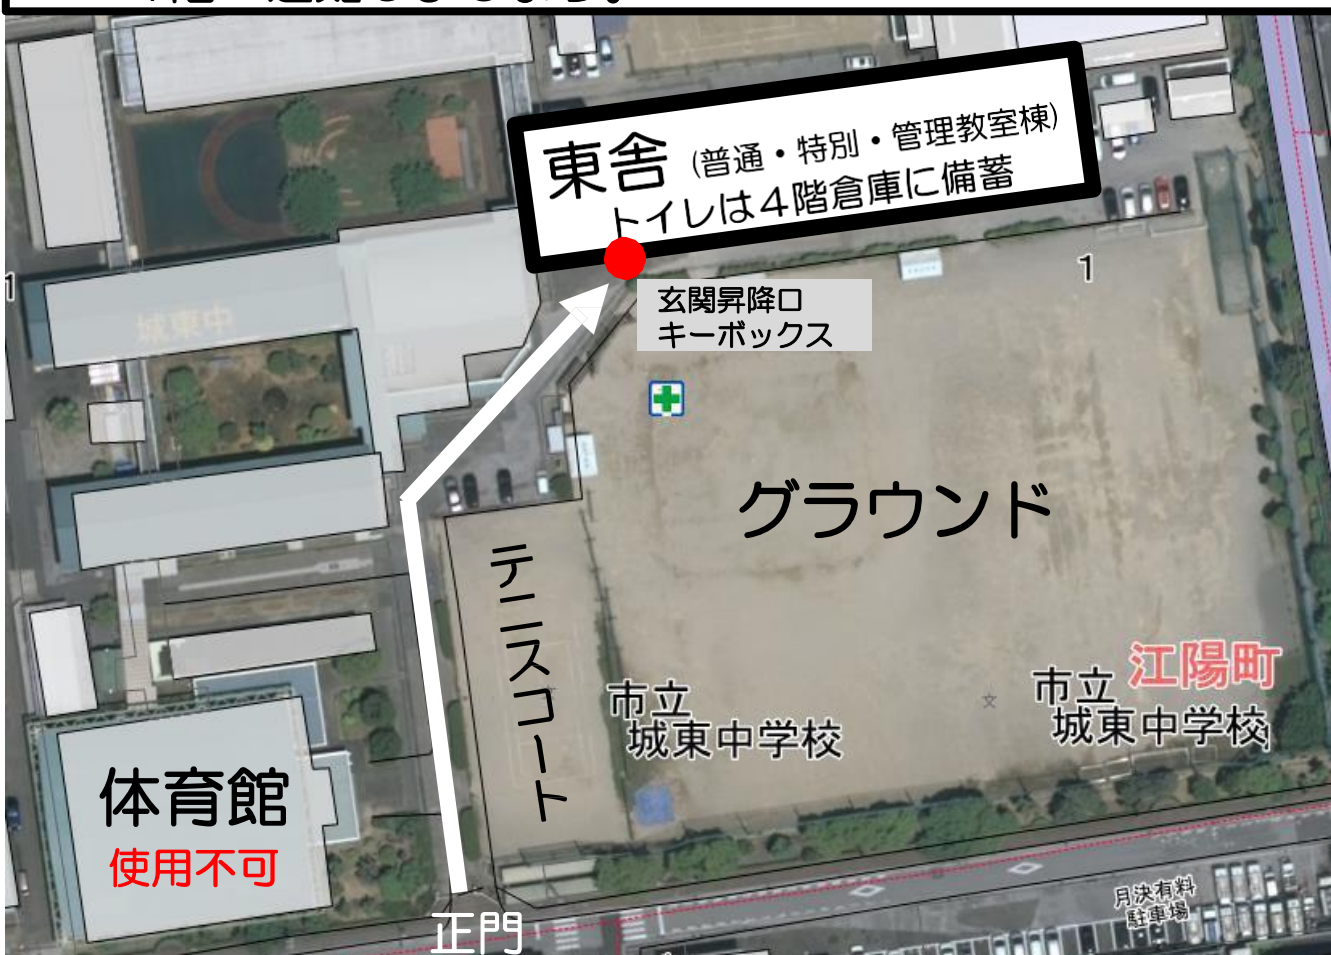 東舎 (普通・特別・管理教室棟)
トイレは4階倉庫に備蓄
1
1
玄関昇降口
キーボックス
城東中
グラウンド
テニスコート
市立
城東中学校
市立
城東中学校
江陽町
文
体育館
使用不可
月決有料
駐車場
正門